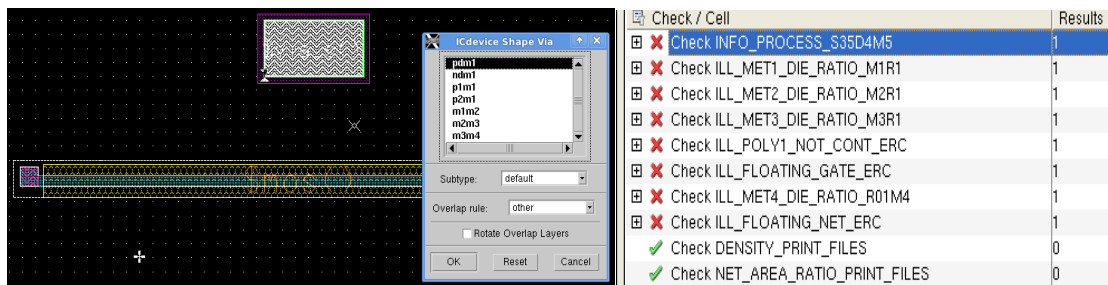 ICdevice Shape Via
pdm1
ndm1
p1m1
p2m1
m1m2
m2m3
m3m4
Subtype: default
Overlap rule: other
Rotate Overlap Layers
OK Reset Cancel
$mos()
Check / Cell Results
Check INFO_PROCESS_S35D4M5 1
Check ILL_MET1_DIE_RATIO_M1R1 1
Check ILL_MET2_DIE_RATIO_M2R1 1
Check ILL_MET3_DIE_RATIO_M3R1 1
Check ILL_POLY1_NOT_CONT_ERC 1
Check ILL_FLOATING_GATE_ERC 1
Check ILL_MET4_DIE_RATIO_R01M4 1
Check ILL_FLOATING_NET_ERC 1
Check DENSITY_PRINT_FILES 0
Check NET_AREA_RATIO_PRINT_FILES 0